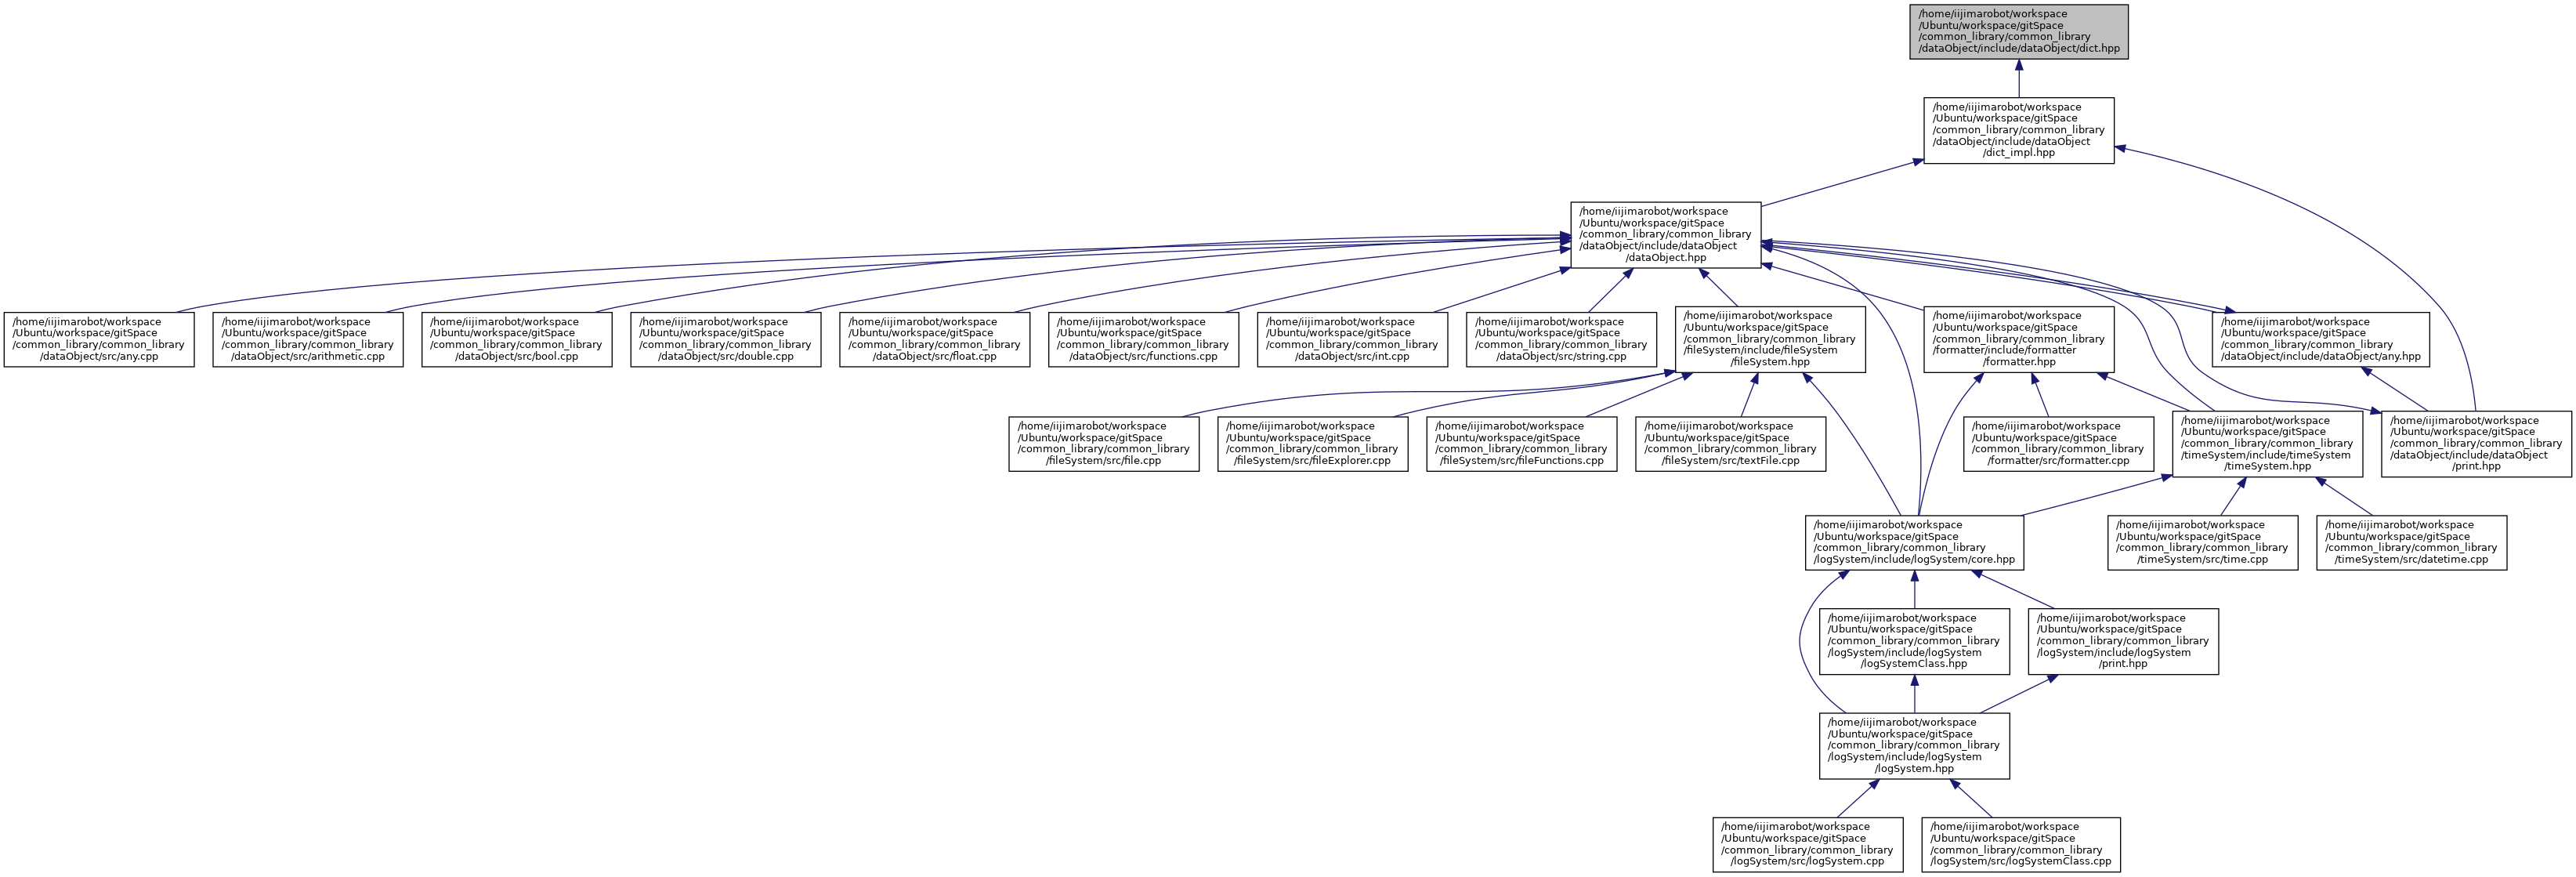 /home/iijimarobot/workspace
/Ubuntu/workspace/gitSpace
/common_library/common_library
/dataObject/include/dataObject/dict.hpp
/home/iijimarobot/workspace
/Ubuntu/workspace/gitSpace
/common_library/common_library
/dataObject/include/dataObject
/dict_impl.hpp
/home/iijimarobot/workspace
/Ubuntu/workspace/gitSpace
/common_library/common_library
/dataObject/include/dataObject
/dataObject.hpp
/home/iijimarobot/workspace
/Ubuntu/workspace/gitSpace
/common_library/common_library
/dataObject/src/any.cpp
/home/iijimarobot/workspace
/Ubuntu/workspace/gitSpace
/common_library/common_library
/dataObject/src/arithmetic.cpp
/home/iijimarobot/workspace
/Ubuntu/workspace/gitSpace
/common_library/common_library
/dataObject/src/bool.cpp
/home/iijimarobot/workspace
/Ubuntu/workspace/gitSpace
/common_library/common_library
/dataObject/src/double.cpp
/home/iijimarobot/workspace
/Ubuntu/workspace/gitSpace
/common_library/common_library
/dataObject/src/float.cpp
/home/iijimarobot/workspace
/Ubuntu/workspace/gitSpace
/common_library/common_library
/dataObject/src/functions.cpp
/home/iijimarobot/workspace
/Ubuntu/workspace/gitSpace
/common_library/common_library
/dataObject/src/int.cpp
/home/iijimarobot/workspace
/Ubuntu/workspace/gitSpace
/common_library/common_library
/dataObject/src/string.cpp
/home/iijimarobot/workspace
/Ubuntu/workspace/gitSpace
/common_library/common_library
/fileSystem/include/fileSystem
/fileSystem.hpp
/home/iijimarobot/workspace
/Ubuntu/workspace/gitSpace
/common_library/common_library
/formatter/include/formatter
/formatter.hpp
/home/iijimarobot/workspace
/Ubuntu/workspace/gitSpace
/common_library/common_library
/dataObject/include/dataObject/any.hpp
/home/iijimarobot/workspace
/Ubuntu/workspace/gitSpace
/common_library/common_library
/fileSystem/src/file.cpp
/home/iijimarobot/workspace
/Ubuntu/workspace/gitSpace
/common_library/common_library
/fileSystem/src/fileExplorer.cpp
/home/iijimarobot/workspace
/Ubuntu/workspace/gitSpace
/common_library/common_library
/fileSystem/src/fileFunctions.cpp
/home/iijimarobot/workspace
/Ubuntu/workspace/gitSpace
/common_library/common_library
/fileSystem/src/textFile.cpp
/home/iijimarobot/workspace
/Ubuntu/workspace/gitSpace
/common_library/common_library
/formatter/src/formatter.cpp
/home/iijimarobot/workspace
/Ubuntu/workspace/gitSpace
/common_library/common_library
/timeSystem/include/timeSystem
/timeSystem.hpp
/home/iijimarobot/workspace
/Ubuntu/workspace/gitSpace
/common_library/common_library
/dataObject/include/dataObject
/print.hpp
/home/iijimarobot/workspace
/Ubuntu/workspace/gitSpace
/common_library/common_library
/logSystem/include/logSystem/core.hpp
/home/iijimarobot/workspace
/Ubuntu/workspace/gitSpace
/common_library/common_library
/timeSystem/src/time.cpp
/home/iijimarobot/workspace
/Ubuntu/workspace/gitSpace
/common_library/common_library
/timeSystem/src/datetime.cpp
/home/iijimarobot/workspace
/Ubuntu/workspace/gitSpace
/common_library/common_library
/logSystem/include/logSystem
/logSystemClass.hpp
/home/iijimarobot/workspace
/Ubuntu/workspace/gitSpace
/common_library/common_library
/logSystem/include/logSystem
/print.hpp
/home/iijimarobot/workspace
/Ubuntu/workspace/gitSpace
/common_library/common_library
/logSystem/include/logSystem
/logSystem.hpp
/home/iijimarobot/workspace
/Ubuntu/workspace/gitSpace
/common_library/common_library
/logSystem/src/logSystem.cpp
/home/iijimarobot/workspace
/Ubuntu/workspace/gitSpace
/common_library/common_library
/logSystem/src/logSystemClass.cpp